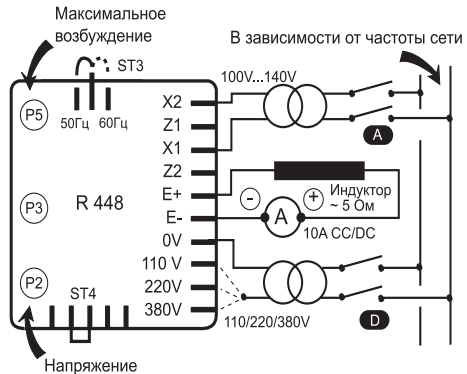 Максимальное
возбуждение
ST3
В зависимости от частоты сети
100V...140V
P5
50Гц
60Гц
X2
Z1
X1
A
Z2
P3
R 448
E+
-
+
Индуктор
~ 5 Ом
E-
A
10A CC/DC
0V
110 V
P2
ST4
220V
380V
110/220/380V
D
Напряжение